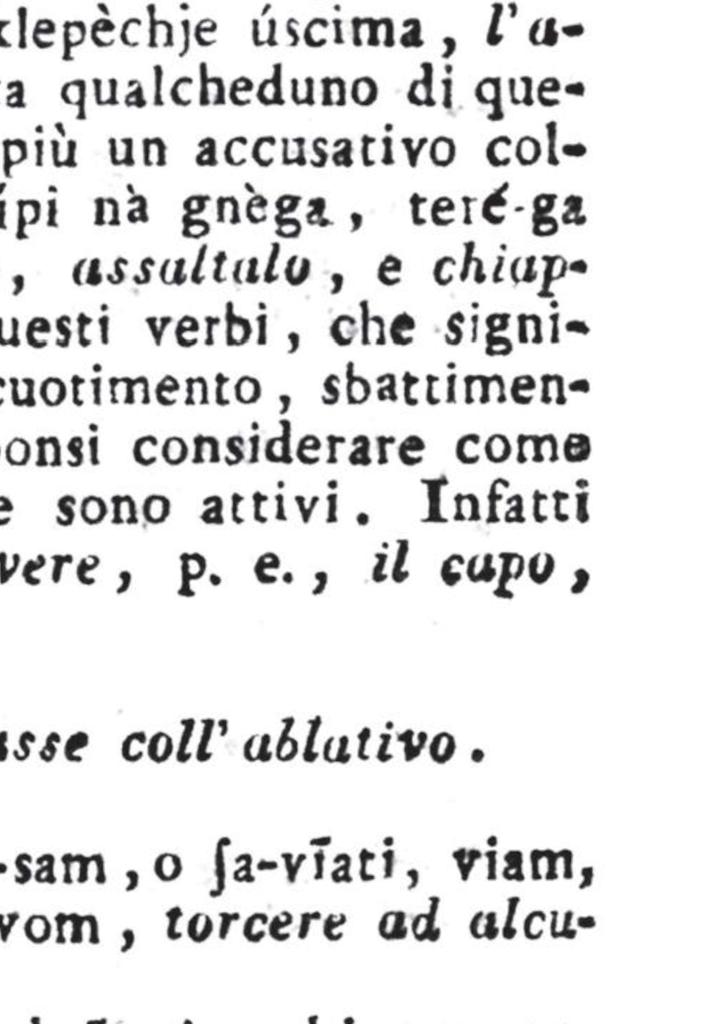 klepèchje úscima, l'a-
a qualcheduno di que-
più un accusativo col-
ípi nà gnèga, teré-ga
, assaltalo, e chiap-
uesti verbi, che signi-
cuotimento, sbattimen-
onsi considerare come
e sono attivi. Infatti
vere, p. e., il capo,
asse coll' ablativo.
-sam, o ſa-vīati, viam,
vom, torcere ad alcu-